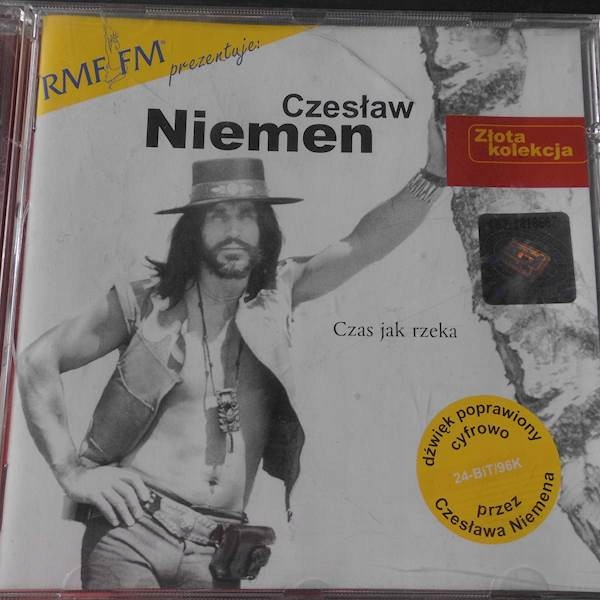 RMF FM®
prezentuje:
Czesław
Niemen
Złota
kolekcja
Czas jak rzeka
dźwięk poprawiony
cyfrowo
24-BIT/96K
przez
Czesława Niemena